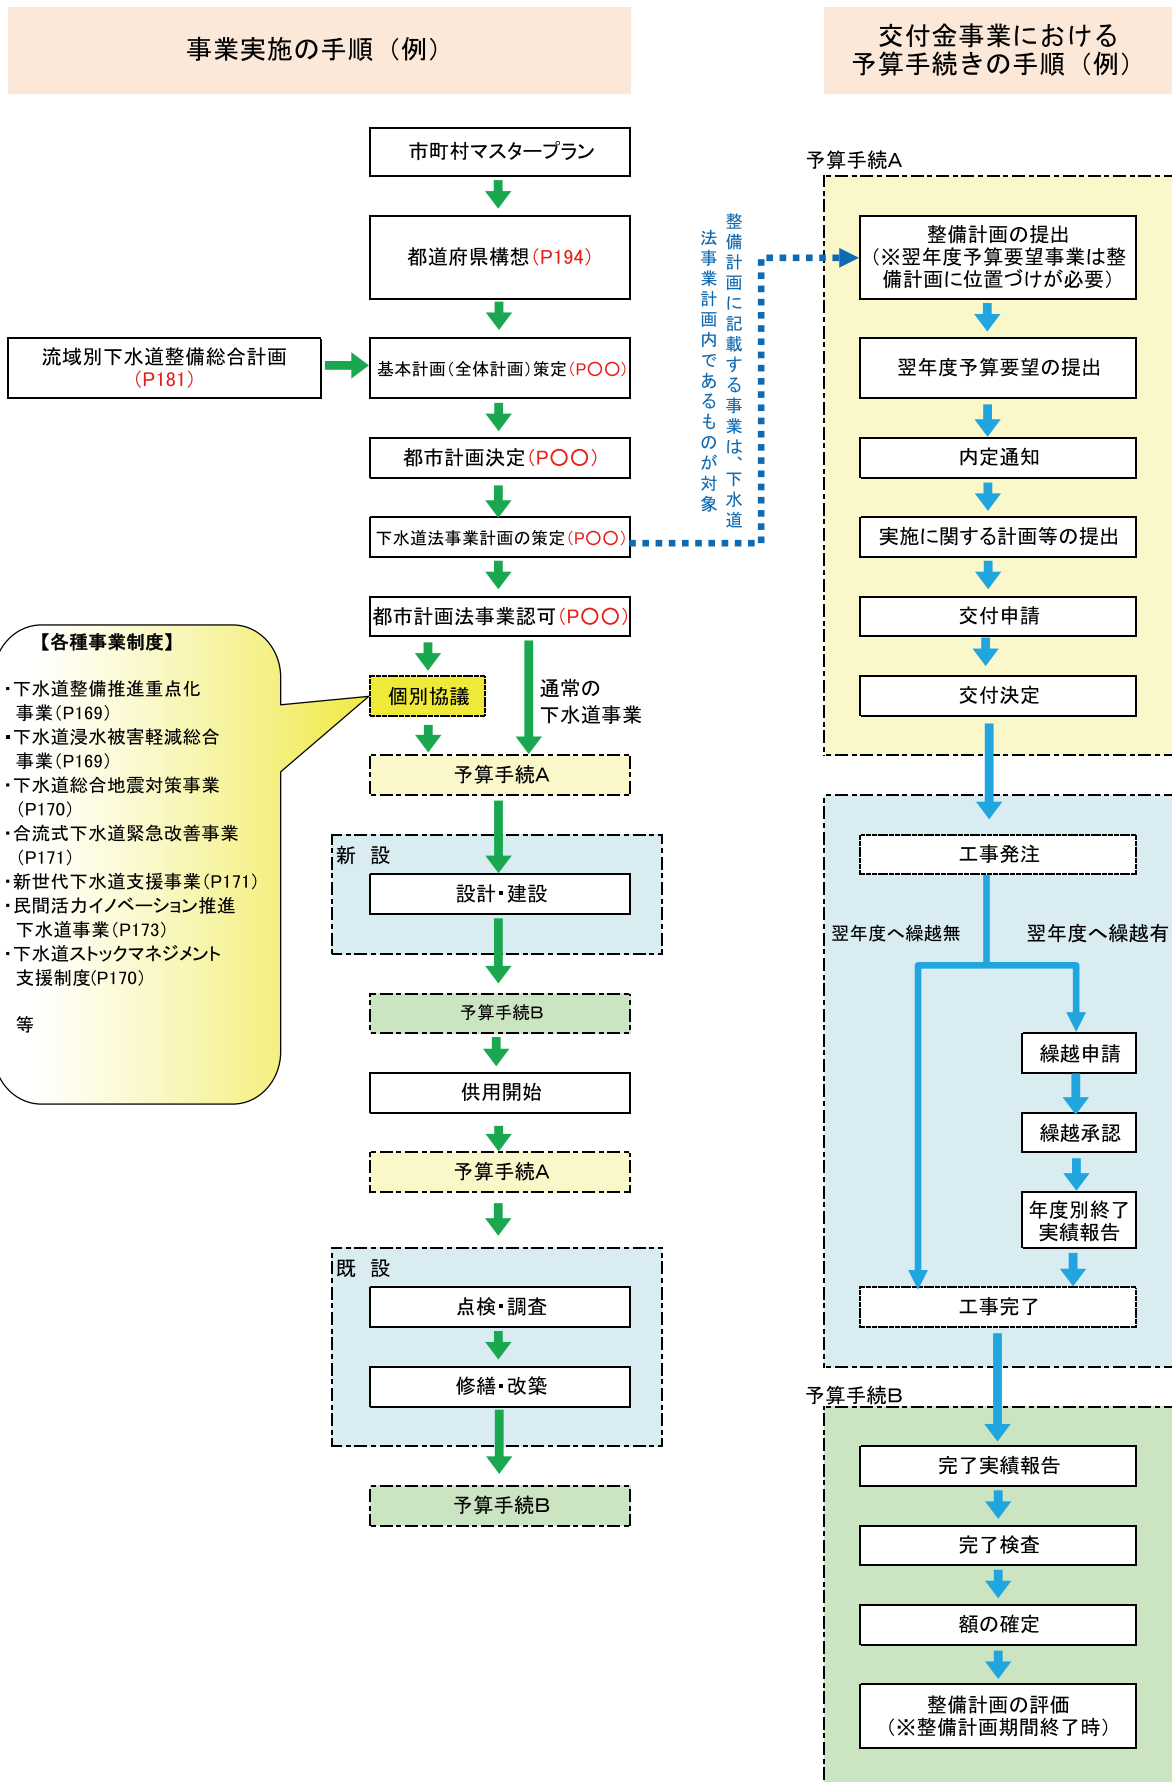 事業実施の手順（例）
市町村マスタープラン
都道府県構想(P194)
流域別下水道整備総合計画
(P181)
基本計画(全体計画)策定(P〇〇)
都市計画決定(P〇〇)
下水道法事業計画の策定(P〇〇)
都市計画法事業認可(P〇〇)
整備計画に記載する事業は、下水道
法事業計画内であるものが対象
【各種事業制度】
・下水道整備推進重点化
事業(P169)
・下水道浸水被害軽減総合
事業(P169)
・下水道総合地震対策事業
(P170)
・合流式下水道緊急改善事業
(P171)
・新世代下水道支援事業(P171)
・民間活力イノベーション推進
下水道事業(P173)
・下水道ストックマネジメント
支援制度(P170)
等
個別協議
通常の
下水道事業
予算手続A
新 設
設計・建設
予算手続B
供用開始
予算手続A
既 設
点検・調査
修繕・改築
予算手続B
交付金事業における
予算手続きの手順（例）
予算手続A
整備計画の提出
(※翌年度予算要望事業は整
備計画に位置づけが必要)
翌年度予算要望の提出
内定通知
実施に関する計画等の提出
交付申請
交付決定
工事発注
翌年度へ繰越無
翌年度へ繰越有
繰越申請
繰越承認
年度別終了
実績報告
工事完了
予算手続B
完了実績報告
完了検査
額の確定
整備計画の評価
(※整備計画期間終了時)